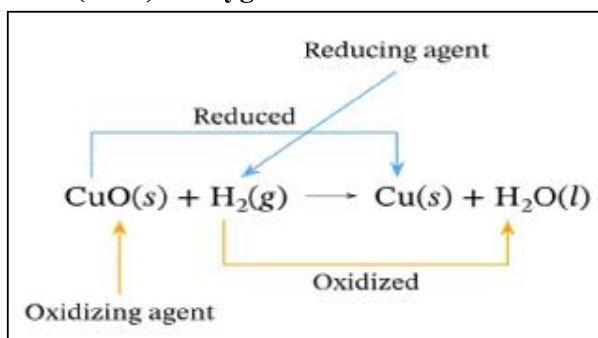 Reducing agent
Reduced
CuO(s) + H₂(g) ⟶ Cu(s) + H₂O(l)
Oxidized
Oxidizing agent